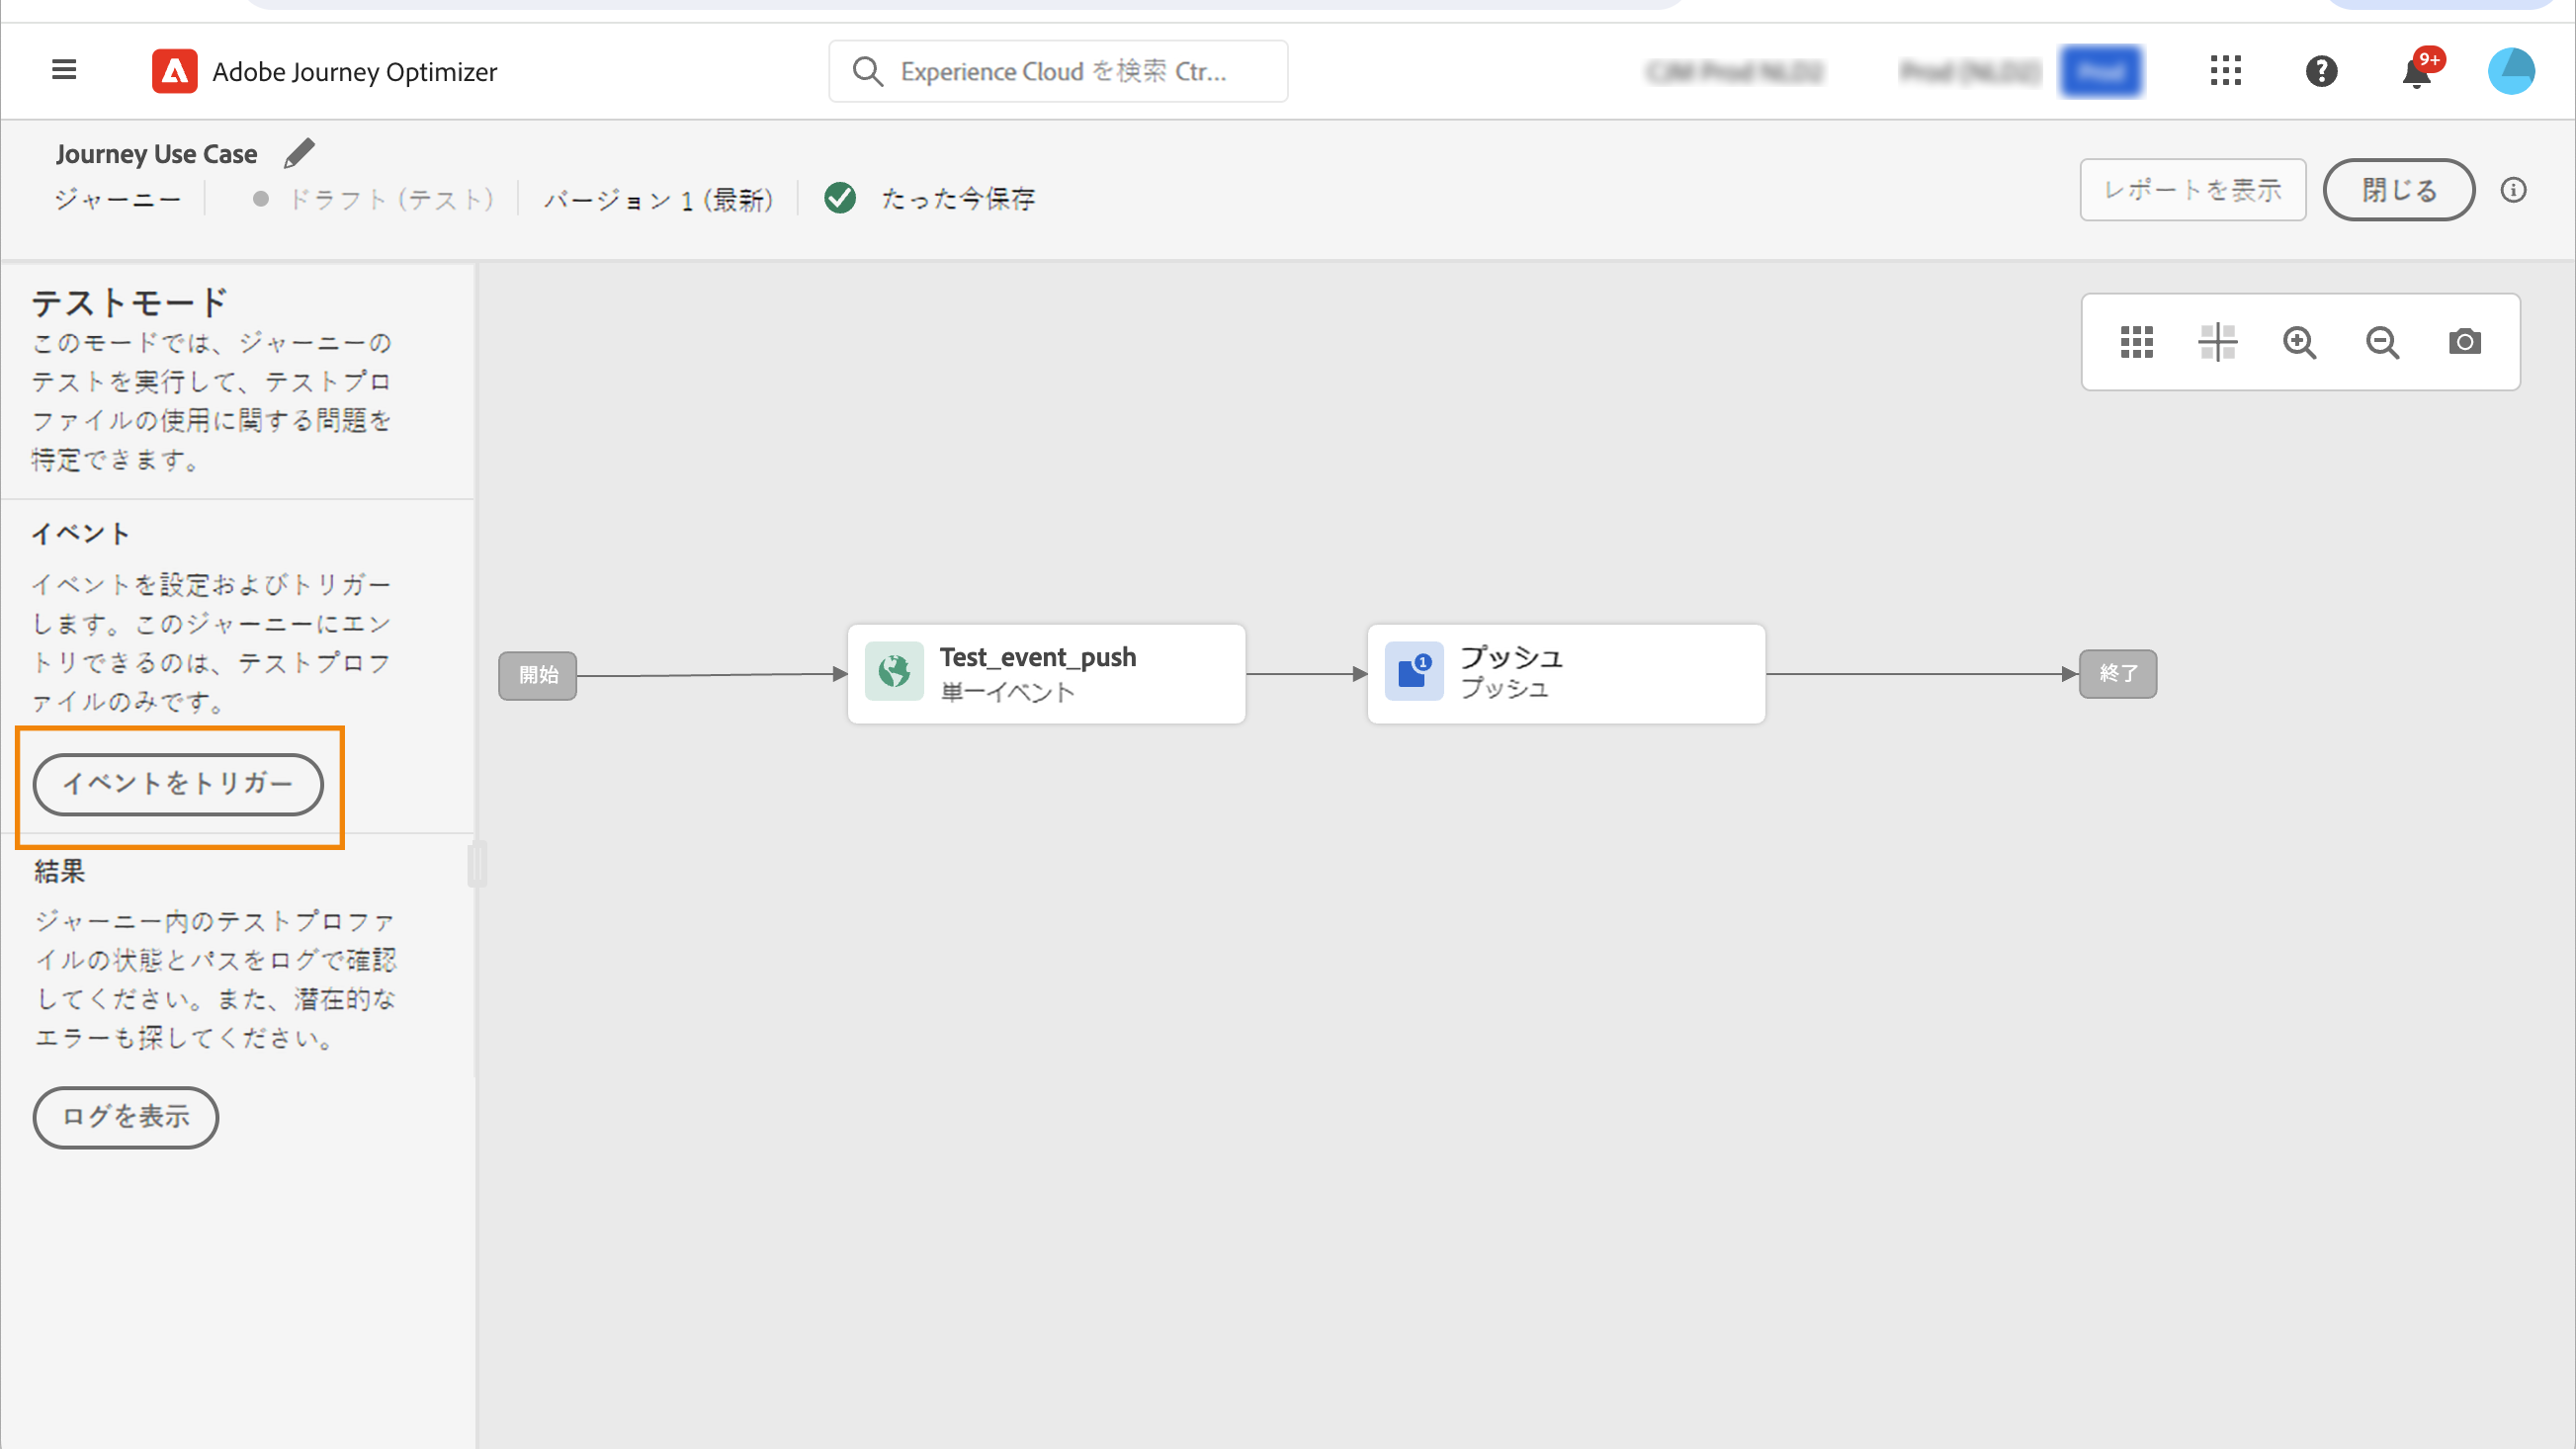 Adobe Journey Optimizer
Experience Cloud を検索 Ctr...
9+
Journey Use Case
ジャーニー
ドラフト (テスト)
バージョン 1 (最新)
たった今保存
レポートを表示
閉じる
テストモード
このモードでは、ジャーニーの
テストを実行して、テストプロ
ファイルの使用に関する問題を
特定できます。
イベント
イベントを設定およびトリガー
します。このジャーニーにエン
トリできるのは、テストプロフ
ァイルのみです。
イベントをトリガー
結果
ジャーニー内のテストプロファ
イルの状態とパスをログで確認
してください。また、潜在的な
エラーも探してください。
ログを表示
開始
Test_event_push
単一イベント
1
プッシュ
プッシュ
終了